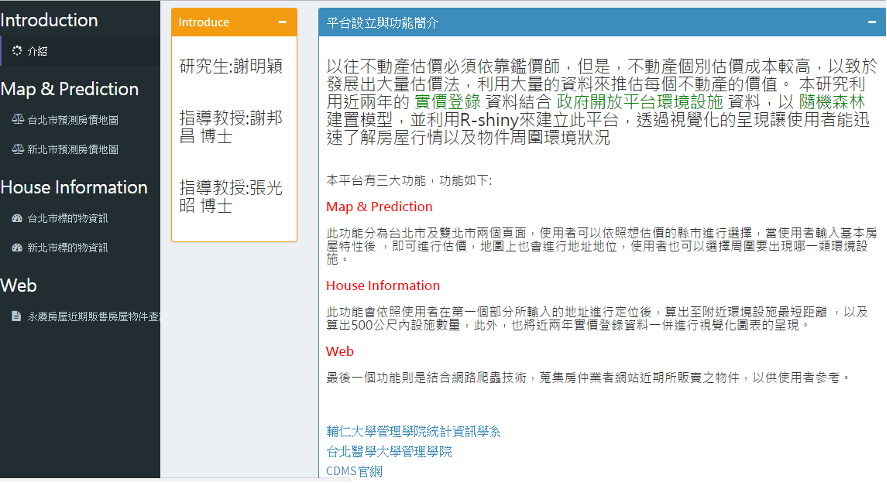 Introduction
介紹
Map & Prediction
台北市預測房價地圖
新北市預測房價地圖
House Information
台北市標的物資訊
新北市標的物資訊
Web
永慶房屋近期販售房屋物件查
Introduce
研究生:謝明穎
指導教授:謝邦
昌 博士
指導教授:張光
昭 博士
平台設立與功能簡介
以往不動產估價必須依靠鑑價師，但是，不動產個別估價成本較高，以致於
發展出大量估價法，利用大量的資料來推估每個不動產的價值。 本研究利
用近兩年的 實價登錄 資料結合 政府開放平台環境設施 資料，以 隨機森林
建置模型，並利用R-shiny來建立此平台，透過視覺化的呈現讓使用者能迅
速了解房屋行情以及物件周圍環境狀況
本平台有三大功能，功能如下:
Map & Prediction
此功能分為台北市及雙北市兩個頁面，使用者可以依照想估價的縣市進行選擇，當使用者輸入基本房
屋特性後 ，即可進行估價，地圖上也會進行地址地位，使用者也可以選擇周圍要出現哪一類環境設
施。
House Information
此功能會依照使用者在第一個部分所輸入的地址進行定位後，算出至附近環境設施最短距離 ，以及
算出500公尺內設施數量，此外，也將近兩年實價登錄資料一併進行視覺化圖表的呈現。
Web
最後一個功能則是結合網路爬蟲技術，蒐集房仲業者網站近期所販賣之物件，以供使用者參考。
輔仁大學管理學院統計資訊學系
台北醫學大學管理學院
CDMS官網